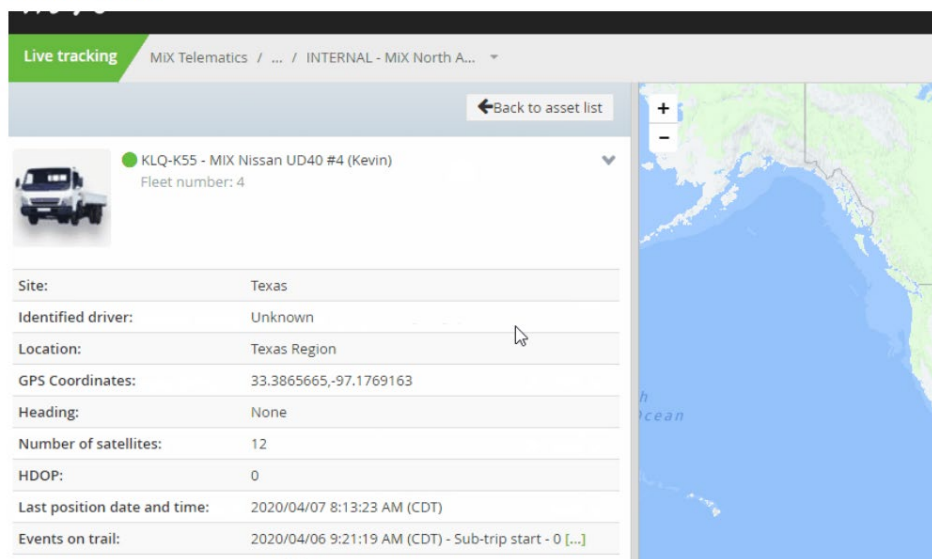 Live tracking
MiX Telematics / ... / INTERNAL - MiX North A...
Back to asset list
+
-
KLQ-K55 - MIX Nissan UD40 #4 (Kevin)
Fleet number: 4
Site: Texas
Identified driver: Unknown
Location: Texas Region
GPS Coordinates: 33.3865665,-97.1769163
Heading: None
Number of satellites: 12
HDOP: 0
Last position date and time: 2020/04/07 8:13:23 AM (CDT)
Events on trail: 2020/04/06 9:21:19 AM (CDT) - Sub-trip start - 0 [...]
h
Ocean